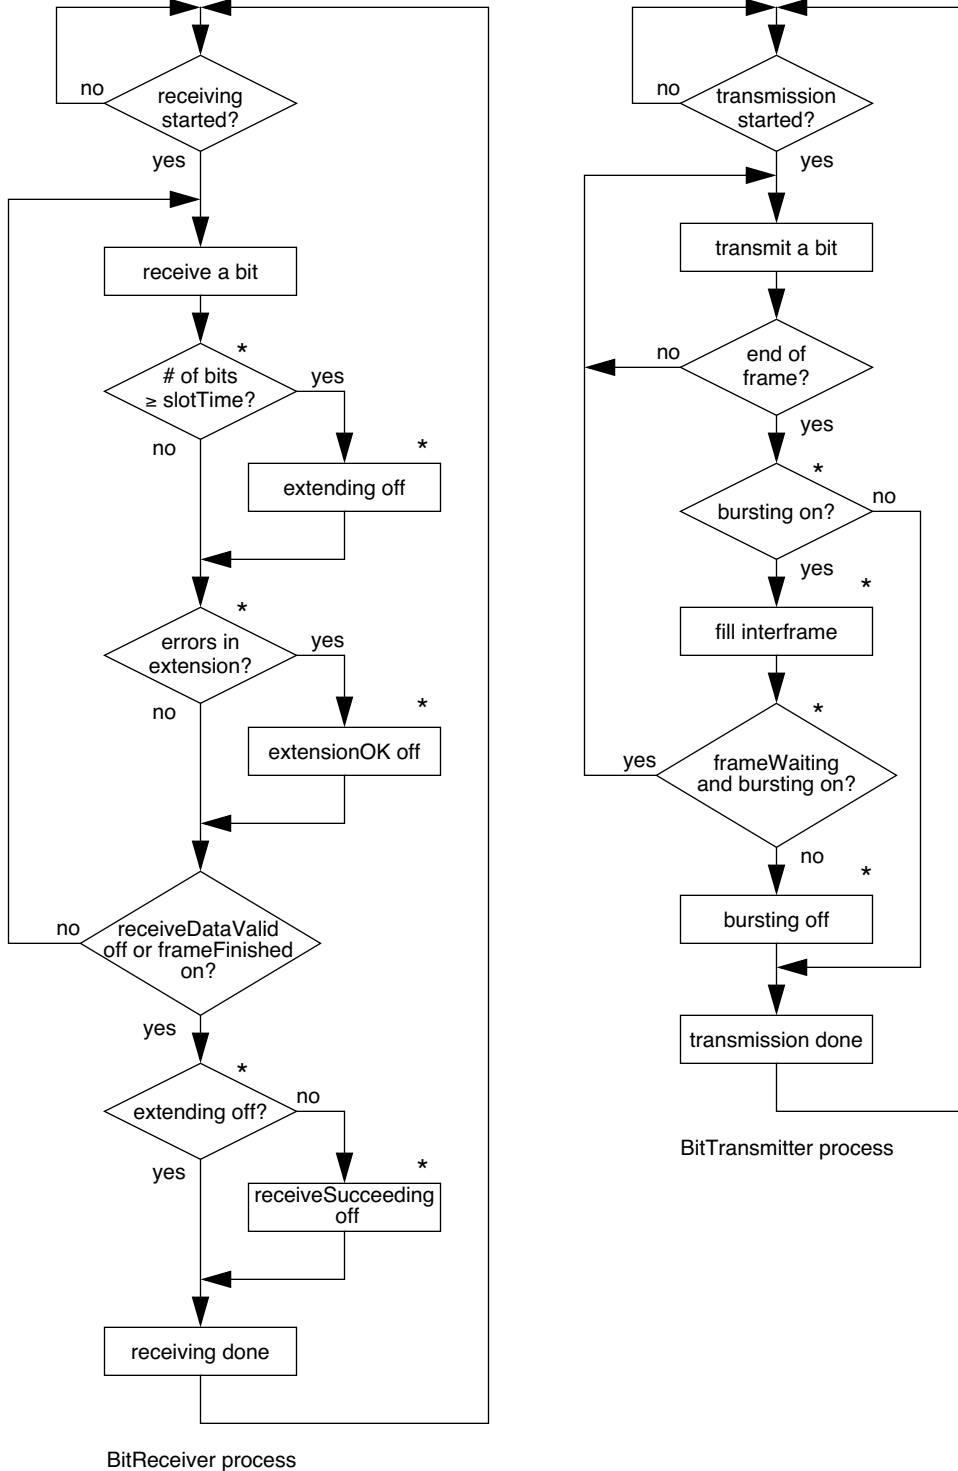 receiving
started?
no
yes
receive a bit
*
# of bits
≥ slotTime?
yes
no
*
extending off
*
errors in
extension?
yes
no
*
extensionOK off
receiveDataValid
off or frameFinished
on?
no
yes
*
extending off?
no
yes
*
receiveSucceeding
off
receiving done
BitReceiver process
transmission
started?
no
yes
transmit a bit
end of
frame?
no
yes
*
bursting on?
no
yes
*
fill interframe
*
frameWaiting
and bursting on?
yes
no
*
bursting off
transmission done
BitTransmitter process